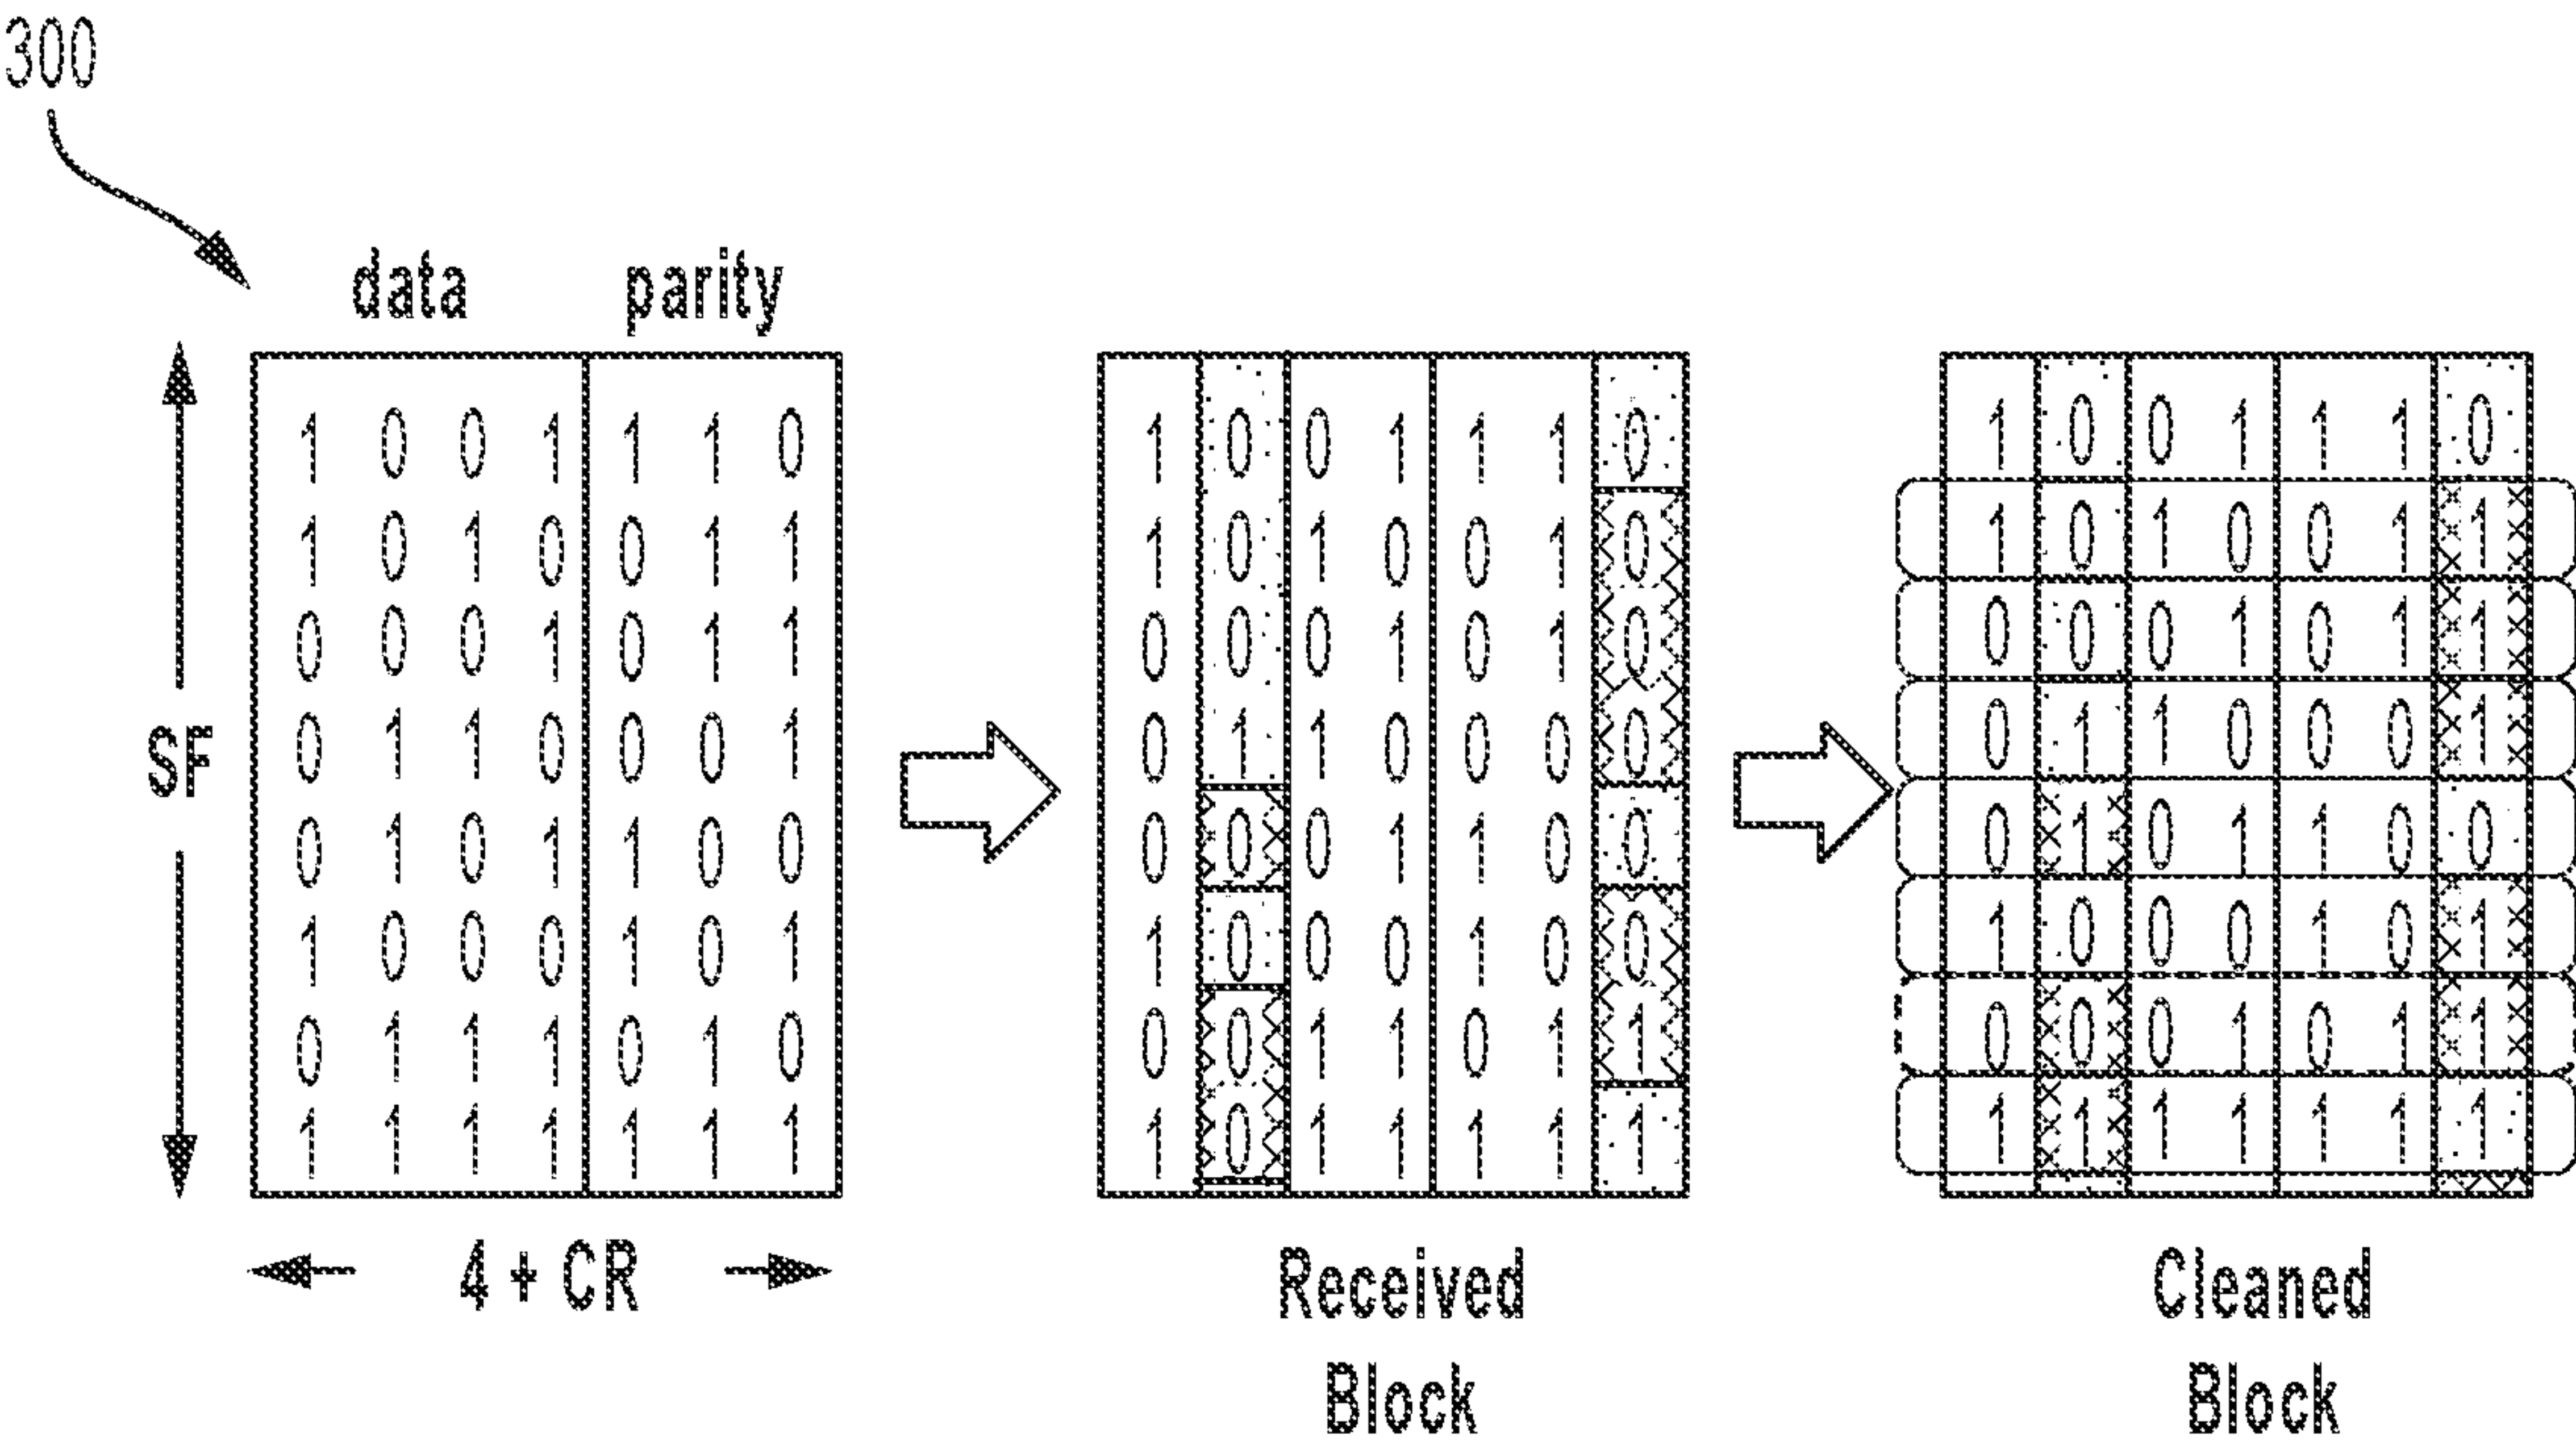 300
data parity
1 0 0 1 1 1 0
1 0 1 0 0 1 1
0 0 0 1 0 1 1
0 1 1 0 0 0 1
0 1 0 1 1 0 0
1 0 0 0 1 0 1
0 1 1 1 0 1 0
1 1 1 1 1 1 1
SF
4 + CR
1 0 0 1 1 1 0
1 0 1 0 0 1 0
0 0 0 1 0 1 0
0 1 1 0 0 0 0
0 0 0 1 1 0 0
1 0 0 0 1 0 0
0 0 1 1 0 1 1
1 0 1 1 1 1 1
Received
Block
1 0 0 1 1 1 0
1 0 1 0 0 1 1
0 0 0 1 0 1 1
0 1 1 0 0 0 1
0 1 0 1 1 0 0
1 0 0 0 1 0 1
0 0 0 1 0 1 1
1 1 1 1 1 1 1
Cleaned
Block